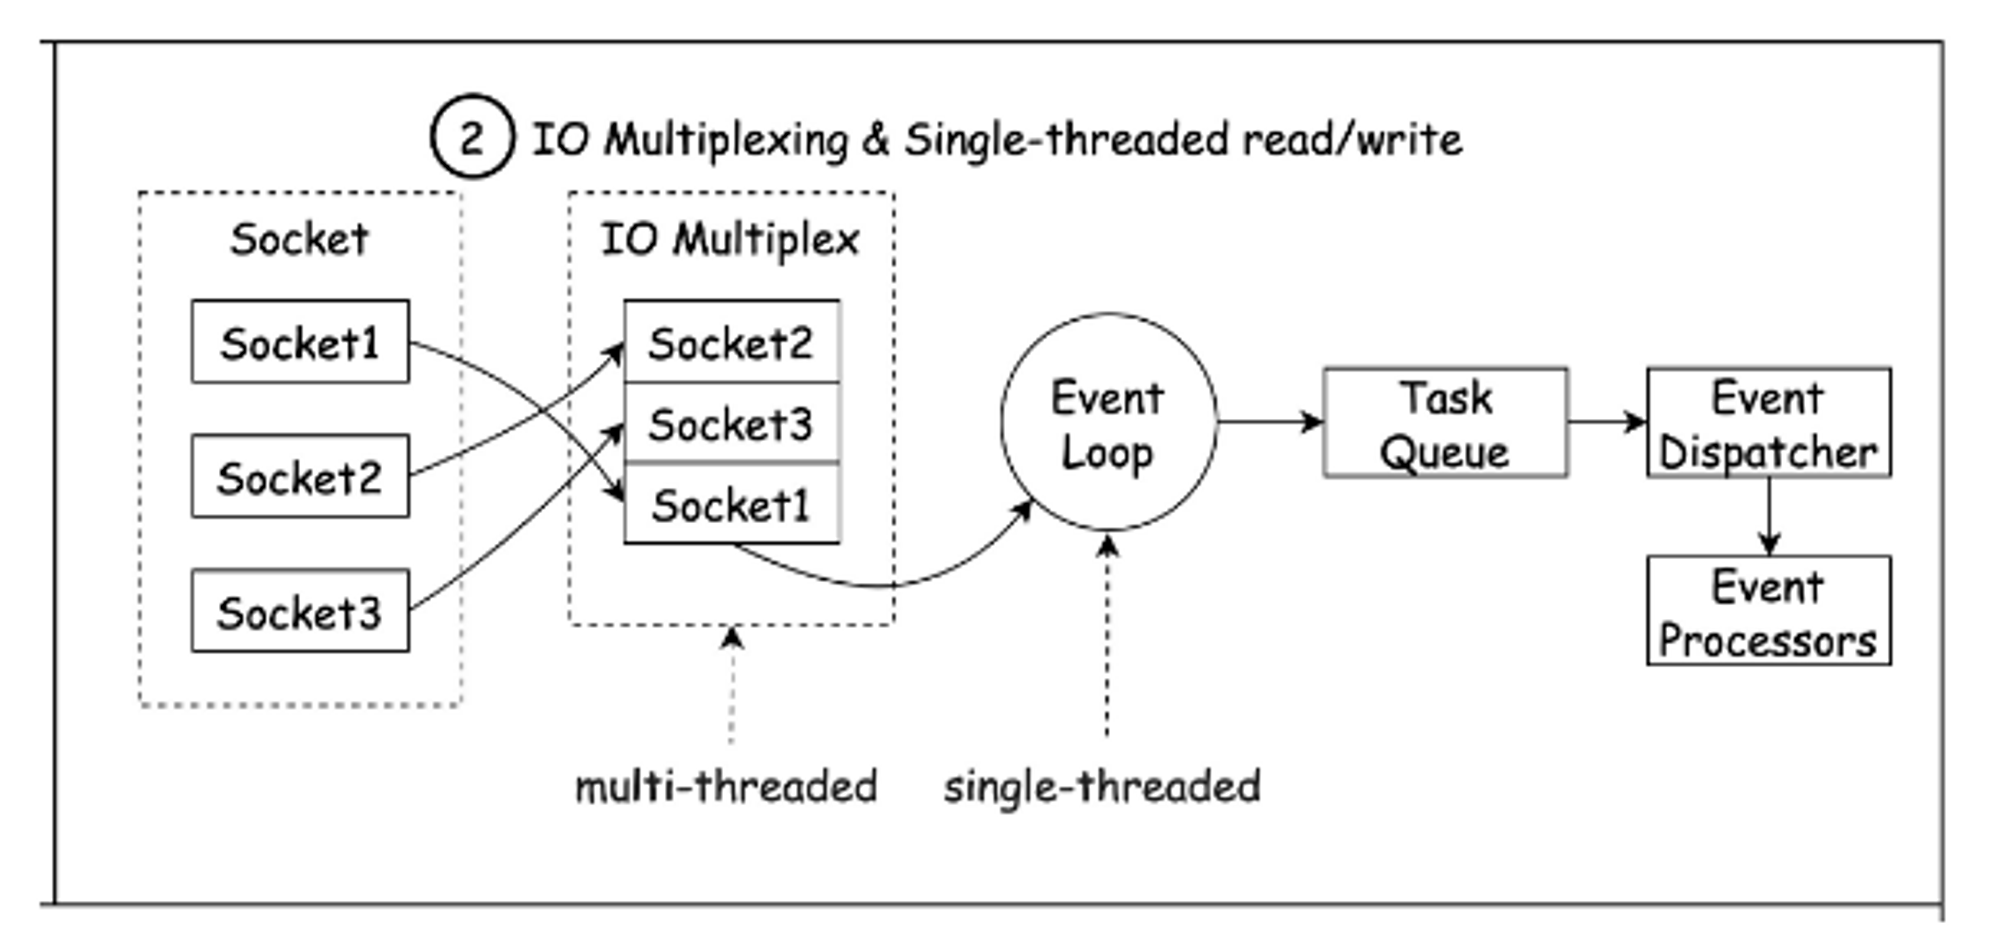 2 IO Multiplexing & Single-threaded read/write
Socket
Socket1
Socket2
Socket3
IO Multiplex
Socket2
Socket3
Socket1
Event
Loop
Task
Queue
Event
Dispatcher
Event
Processors
multi-threaded
single-threaded